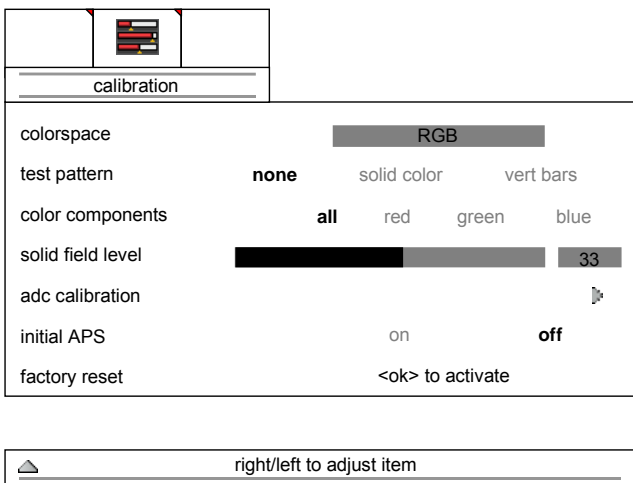 calibration
colorspace RGB
test pattern none solid color vert bars
color components all red green blue
solid field level 33
adc calibration
initial APS on off
factory reset <ok> to activate
right/left to adjust item